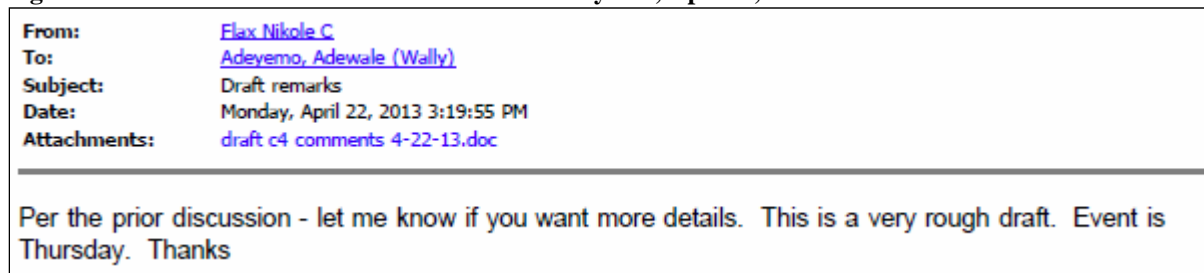 From: Flax Nikole C
To: Adeyemo, Adewale (Wally)
Subject: Draft remarks
Date: Monday, April 22, 2013 3:19:55 PM
Attachments: draft c4 comments 4-22-13.doc
Per the prior discussion - let me know if you want more details. This is a very rough draft. Event is
Thursday. Thanks